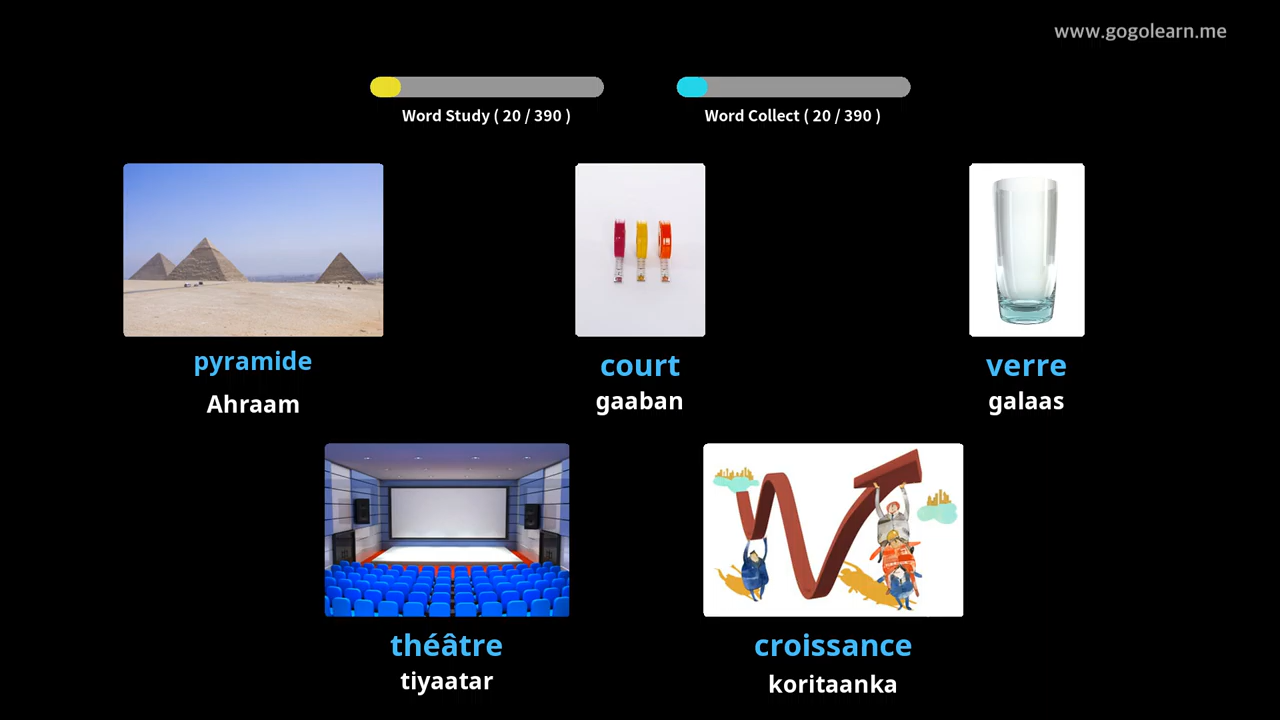 www.gogolearn.me
Word Study ( 20 / 390 )
Word Collect ( 20 / 390 )
pyramide
Ahraam
court
gaaban
verre
galaas
théâtre
tiyaatar
croissance
koritaanka